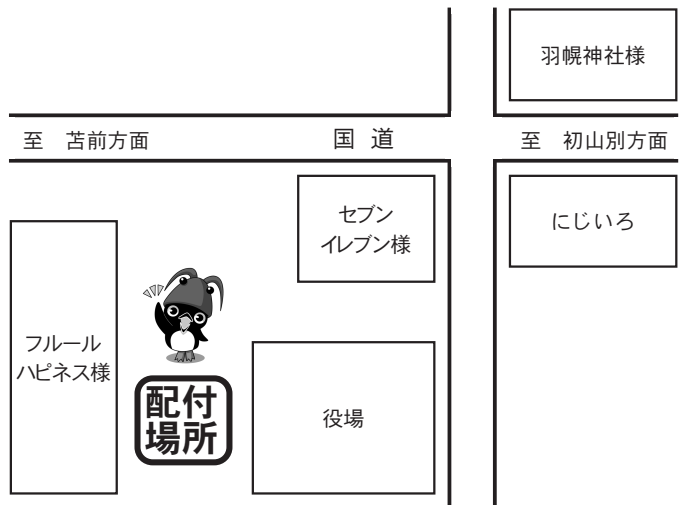 羽幌神社様
至　苫前方面
国 道
至　初山別方面
セブン
イレブン様
にじいろ
フルール
ハピネス様
配付
場所
役場